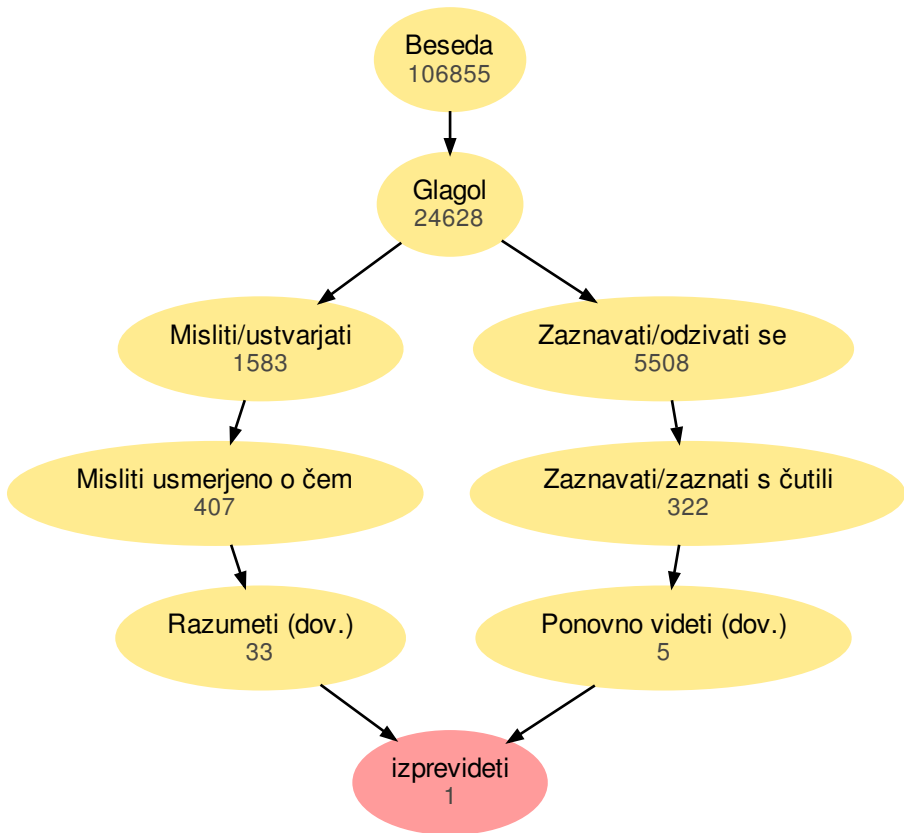 Beseda
106855
Glagol
24628
Misliti/ustvarjati
1583
Zaznavati/odzivati se
5508
Misliti usmerjeno o čem
407
Zaznavati/zaznati s čutili
322
Razumeti (dov.)
33
Ponovno videti (dov.)
5
izprevideti
1